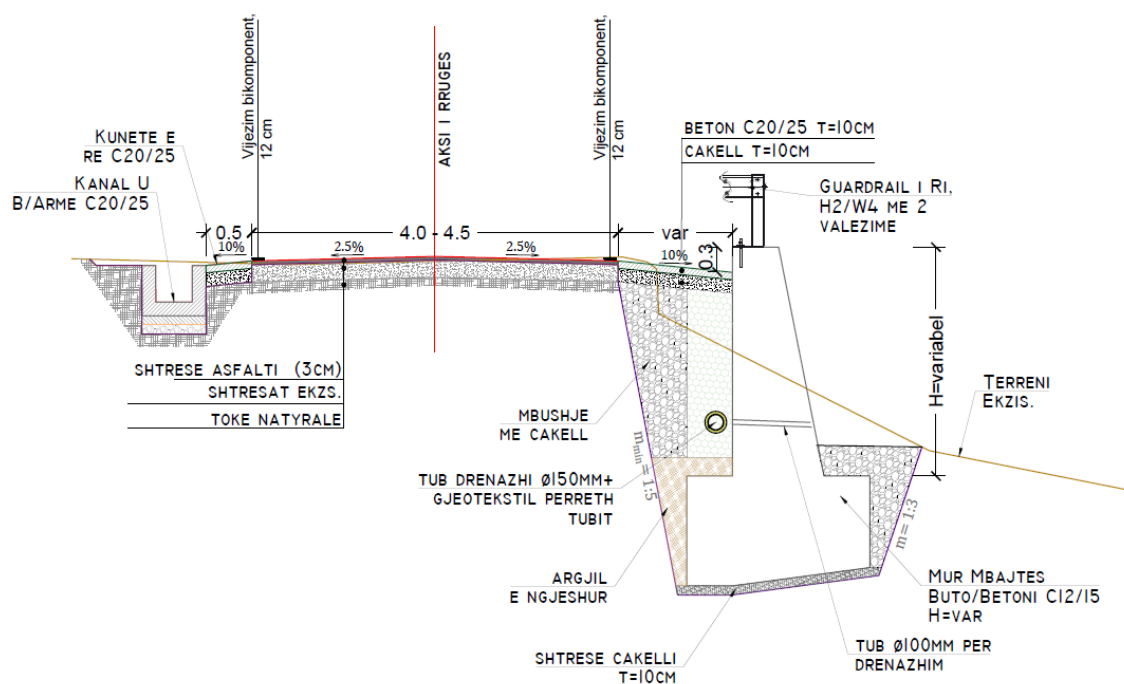 Vijezim bikomponent,
12 cm
AKSI I RRUGES
Vijezim bikomponent,
12 cm
KUNETE E
RE C20/25
KANAL U
B/ARME C20/25
BETON C20/25 T=10CM
CAKELL T=10CM
GUARDRAIL I RI,
H2/W4 ME 2
VALEZIME
0.5
4.0 - 4.5
var
10%
2.5%
2.5%
10%
0.3
H=variabel
SHTRESE ASFALTI (3CM)
SHTRESAT EKZS.
TOKE NATYRALE
MBUSHJE
ME CAKELL
TERRENI
EKZIS.
TUB DRENAZHI Ø150MM+
GJEOTEKSTIL PERRETH
TUBIT
m min = 1:5
m = 1:3
ARGJIL
E NGJESHUR
MUR MBAJTES
BUTO/BETONI C12/15
H=VAR
TUB Ø100MM PER
DRENAZHIM
SHTRESE CAKELLI
T=10CM